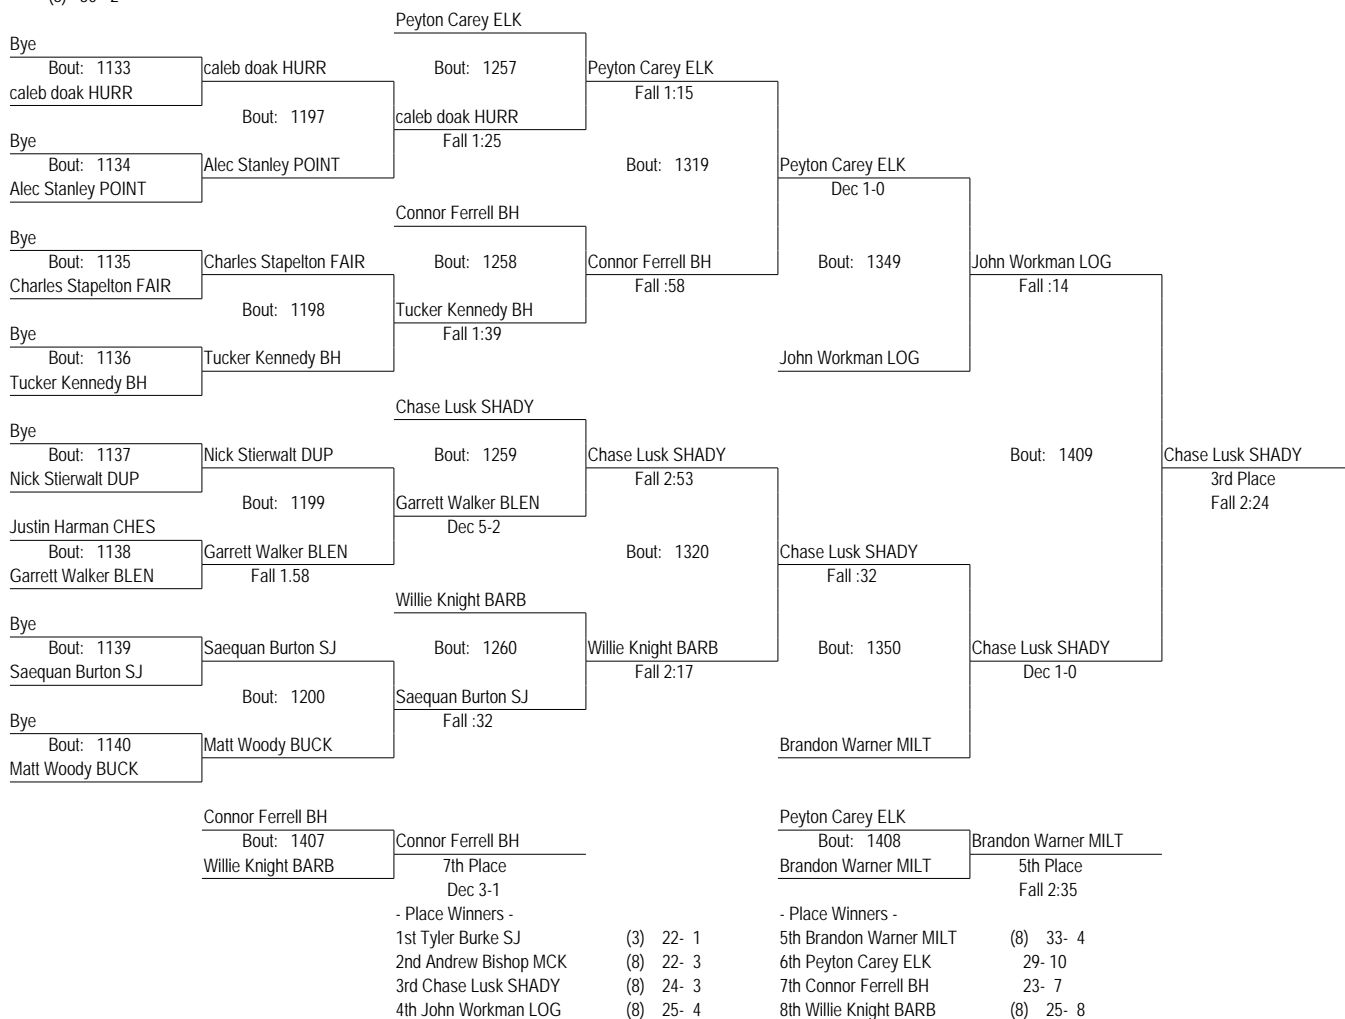 Peyton Carey ELK
Bye
Bout: 1133
caleb doak HURR
caleb doak HURR
Bout: 1257
Peyton Carey ELK
Fall 1:15
Bout: 1197
caleb doak HURR
Fall 1:25
Bye
Bout: 1134
Alec Stanley POINT
Alec Stanley POINT
Bout: 1319
Peyton Carey ELK
Dec 1-0
Connor Ferrell BH
Bye
Bout: 1135
Charles Stapelton FAIR
Charles Stapelton FAIR
Bout: 1258
Connor Ferrell BH
Fall :58
Bout: 1349
John Workman LOG
Fall :14
Bout: 1198
Tucker Kennedy BH
Fall 1:39
Bye
Bout: 1136
Tucker Kennedy BH
Tucker Kennedy BH
John Workman LOG
Chase Lusk SHADY
Bye
Bout: 1137
Nick Stierwalt DUP
Nick Stierwalt DUP
Bout: 1259
Chase Lusk SHADY
Fall 2:53
Bout: 1409
Chase Lusk SHADY
3rd Place
Fall 2:24
Bout: 1199
Garrett Walker BLEN
Dec 5-2
Justin Harman CHES
Bout: 1138
Garrett Walker BLEN
Garrett Walker BLEN
Fall 1.58
Bout: 1320
Chase Lusk SHADY
Fall :32
Willie Knight BARB
Bye
Bout: 1139
Saequan Burton SJ
Saequan Burton SJ
Bout: 1260
Willie Knight BARB
Fall 2:17
Bout: 1350
Chase Lusk SHADY
Dec 1-0
Bout: 1200
Saequan Burton SJ
Fall :32
Bye
Bout: 1140
Matt Woody BUCK
Matt Woody BUCK
Brandon Warner MILT
Connor Ferrell BH
Bout: 1407
Willie Knight BARB
Connor Ferrell BH
7th Place
Dec 3-1
Peyton Carey ELK
Bout: 1408
Brandon Warner MILT
Brandon Warner MILT
5th Place
Fall 2:35
- Place Winners -
1st Tyler Burke SJ (3) 22- 1
2nd Andrew Bishop MCK (8) 22- 3
3rd Chase Lusk SHADY (8) 24- 3
4th John Workman LOG (8) 25- 4
- Place Winners -
5th Brandon Warner MILT (8) 33- 4
6th Peyton Carey ELK 29- 10
7th Connor Ferrell BH 23- 7
8th Willie Knight BARB (8) 25- 8